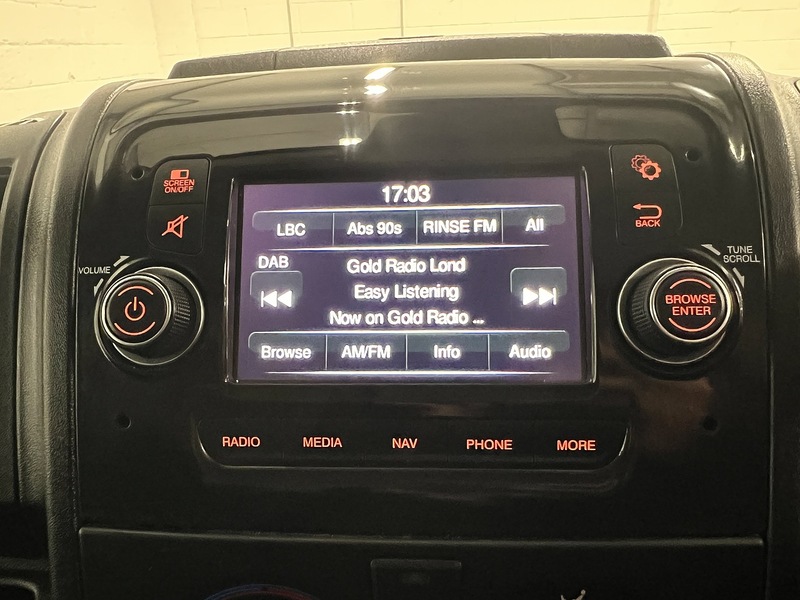 SCREEN
ON/OFF
BACK
VOLUME
TUNE
SCROLL
BROWSE
ENTER
17:03
LBC Abs 90s RINSE FM All
DAB
Gold Radio Lond
Easy Listening
Now on Gold Radio ...
Browse AM/FM Info Audio
RADIO MEDIA NAV PHONE MORE